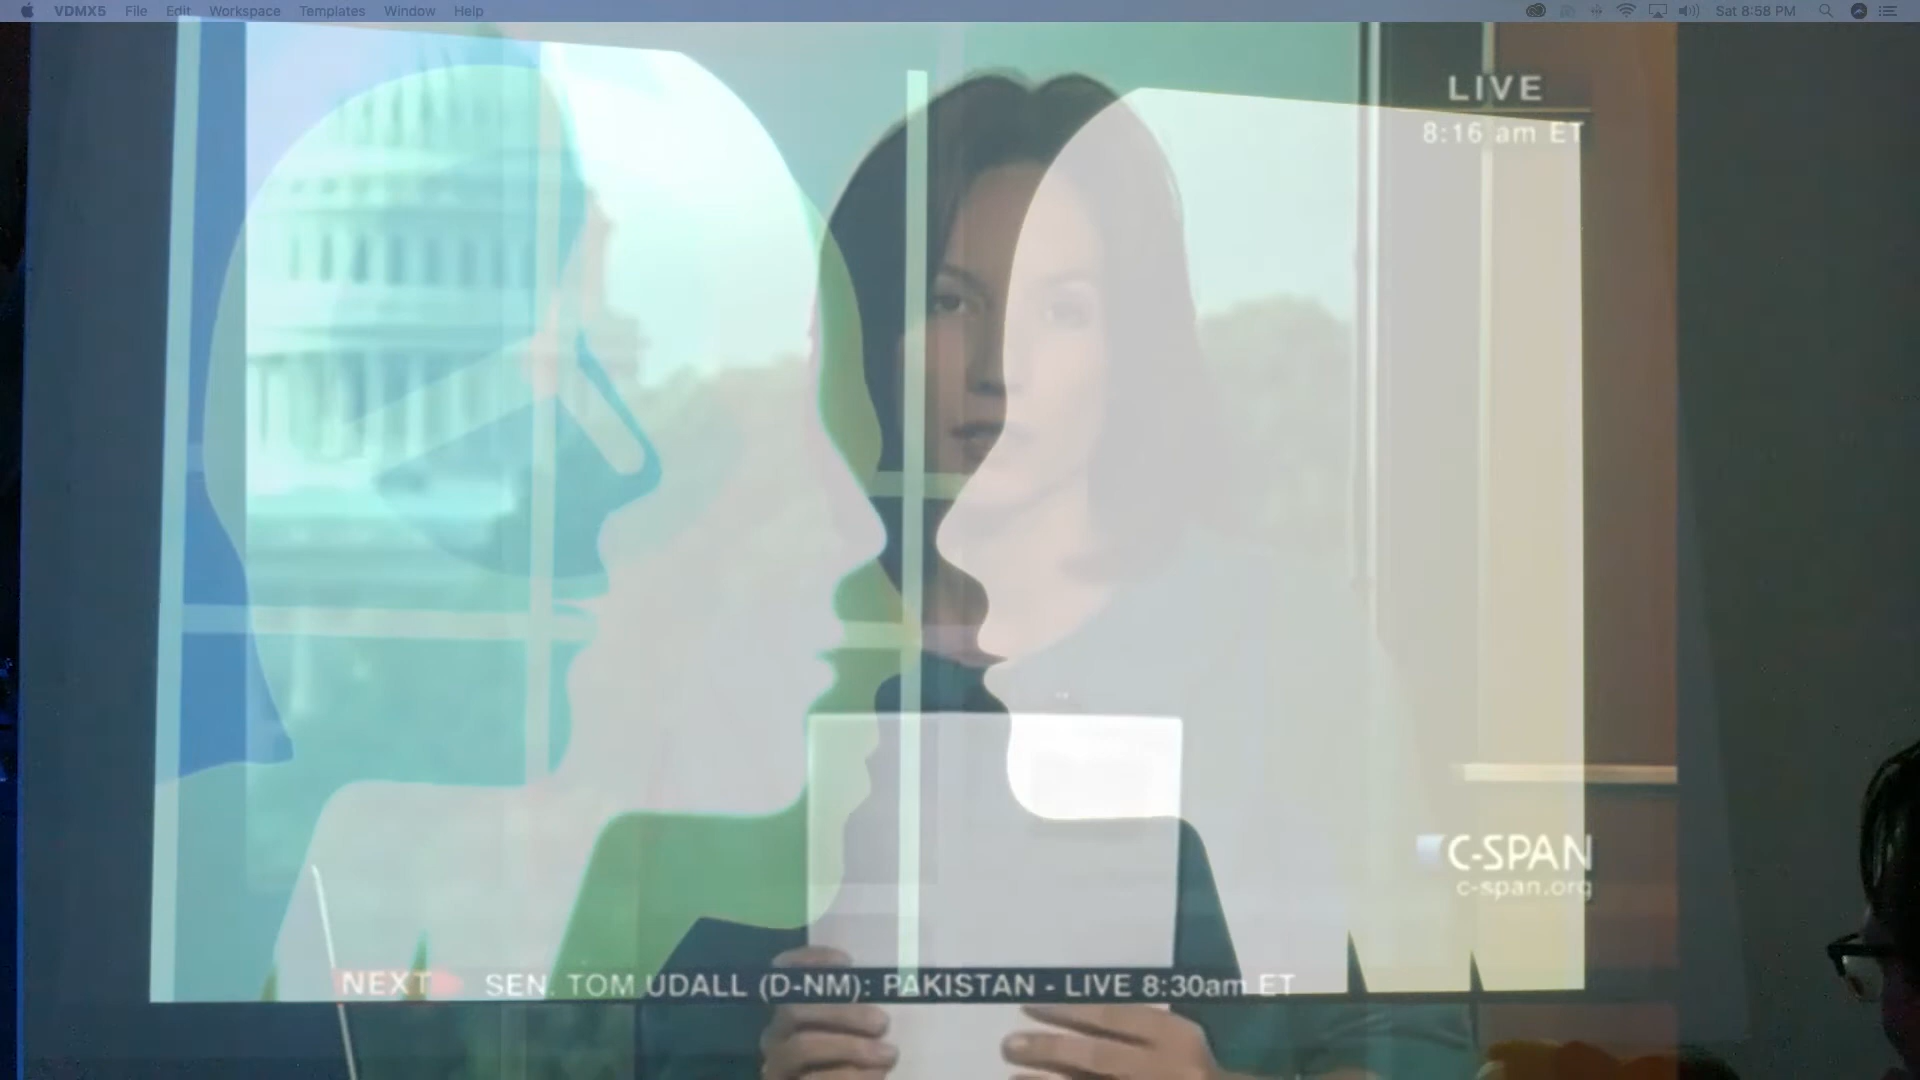 VDMX5 File Edit Workspace Templates Window Help Sat 8:58 PM
LIVE
8:16 am ET
C-SPAN
c-span.org
NEXT SEN. TOM UDALL (D-NM): PAKISTAN - LIVE 8:30am ET